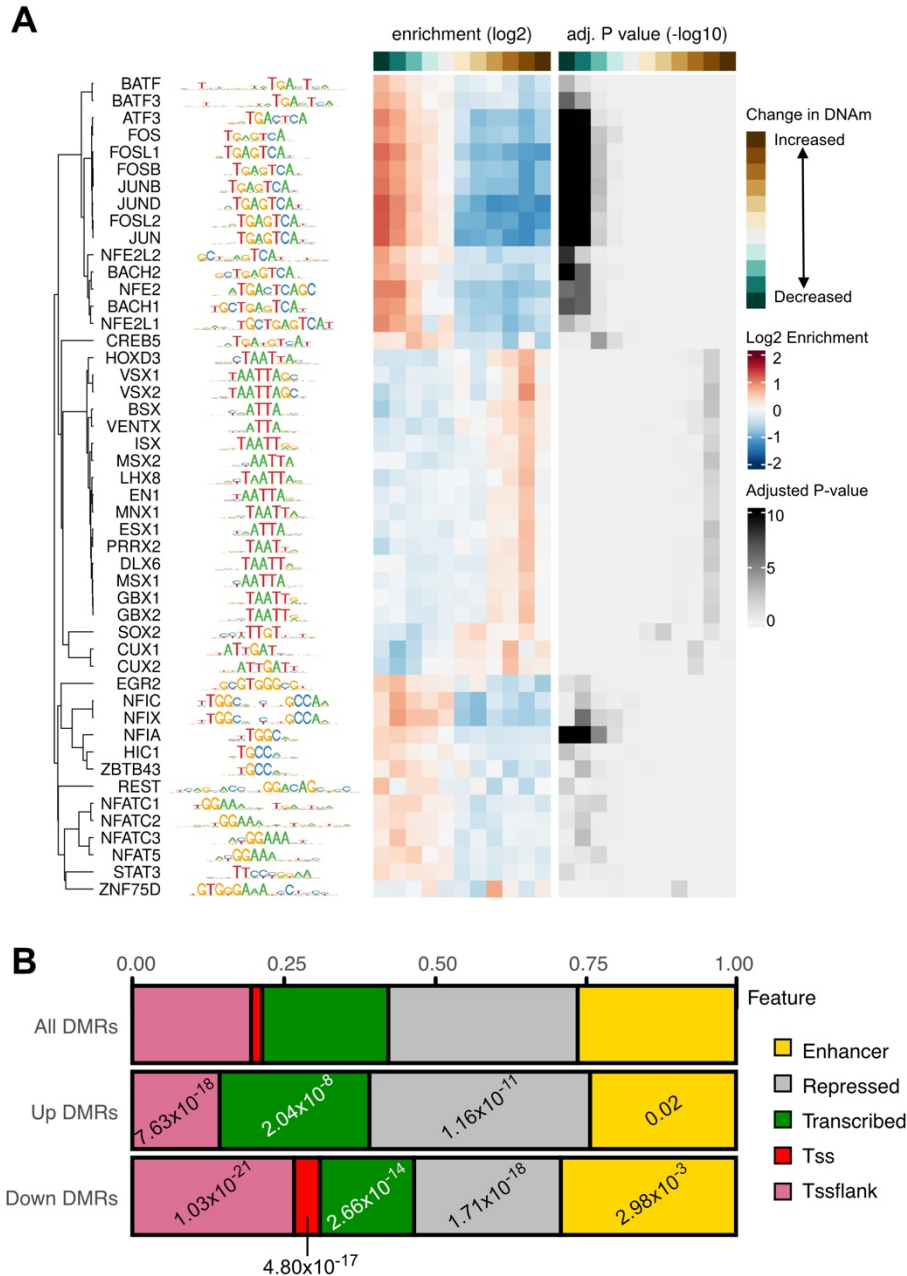 A
enrichment (log2) adj. P value (-log10)
BATF
BATF3
ATF3
FOS
FOSL1
FOSB
JUNB
JUND
FOSL2
JUN
NFE2L2
BACH2
NFE2
BACH1
NFE2L1
CREB5
HOXD3
VSX1
VSX2
BSX
VENTX
ISX
MSX2
LHX8
EN1
MNX1
ESX1
PRRX2
DLX6
MSX1
GBX1
GBX2
SOX2
CUX1
CUX2
EGR2
NFIC
NFIX
NFIA
HIC1
ZBTB43
REST
NFATC1
NFATC2
NFATC3
NFAT5
STAT3
ZNF75D
Change in DNAm
Increased
Decreased
Log2 Enrichment
2
1
0
-1
-2
Adjusted P-value
10
5
0
B
0.00 0.25 0.50 0.75 1.00
All DMRs
Up DMRs 7.63x10-18 2.04x10-8 1.16x10-11 0.02
Down DMRs 1.03x10-21 2.66x10-14 1.71x10-18 2.98x10-3
4.80x10-17
Feature
Enhancer
Repressed
Transcribed
Tss
Tssflank